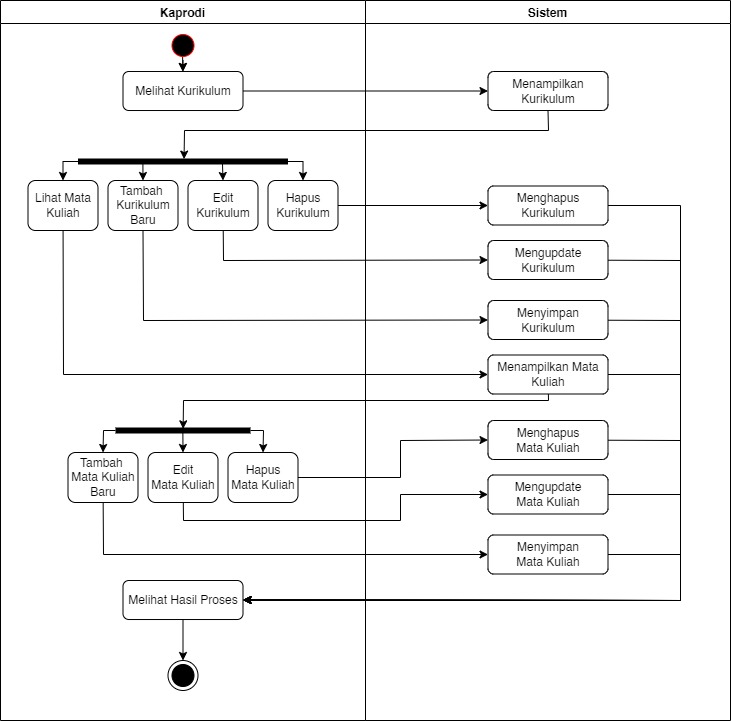 Kaprodi
Sistem
Melihat Kurikulum
Menampilkan
Kurikulum
Lihat Mata
Kuliah
Tambah
Kurikulum
Baru
Edit
Kurikulum
Hapus
Kurikulum
Menghapus
Kurikulum
Mengupdate
Kurikulum
Menyimpan
Kurikulum
Menampilkan Mata
Kuliah
Tambah
Mata Kuliah
Baru
Edit
Mata Kuliah
Hapus
Mata Kuliah
Menghapus
Mata Kuliah
Mengupdate
Mata Kuliah
Menyimpan
Mata Kuliah
Melihat Hasil Proses